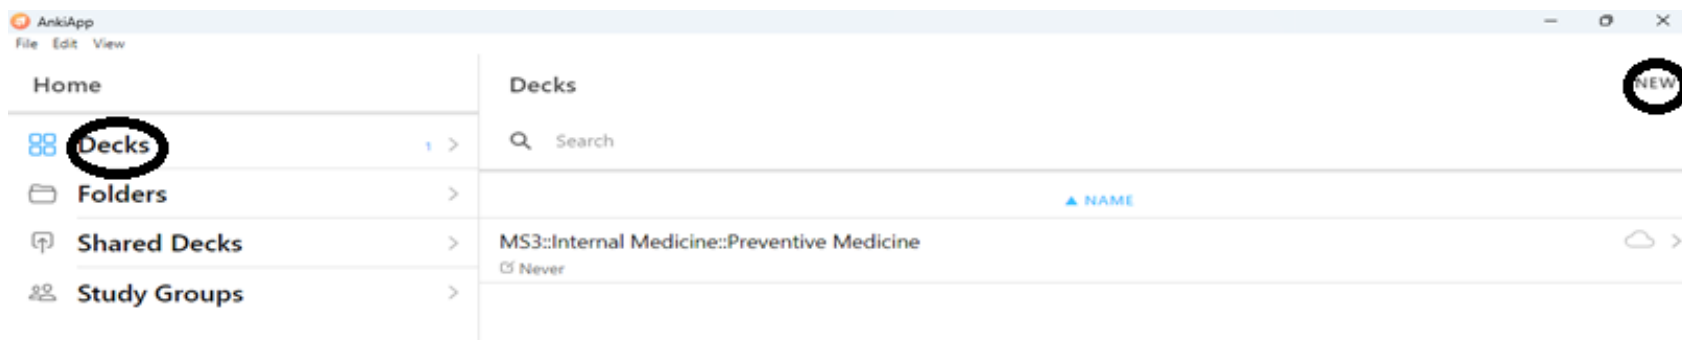 AnkiApp
File Edit View
Home
Decks 1
Folders
Shared Decks
Study Groups
Decks NEW
Search
▲ NAME
MS3::Internal Medicine::Preventive Medicine
Never